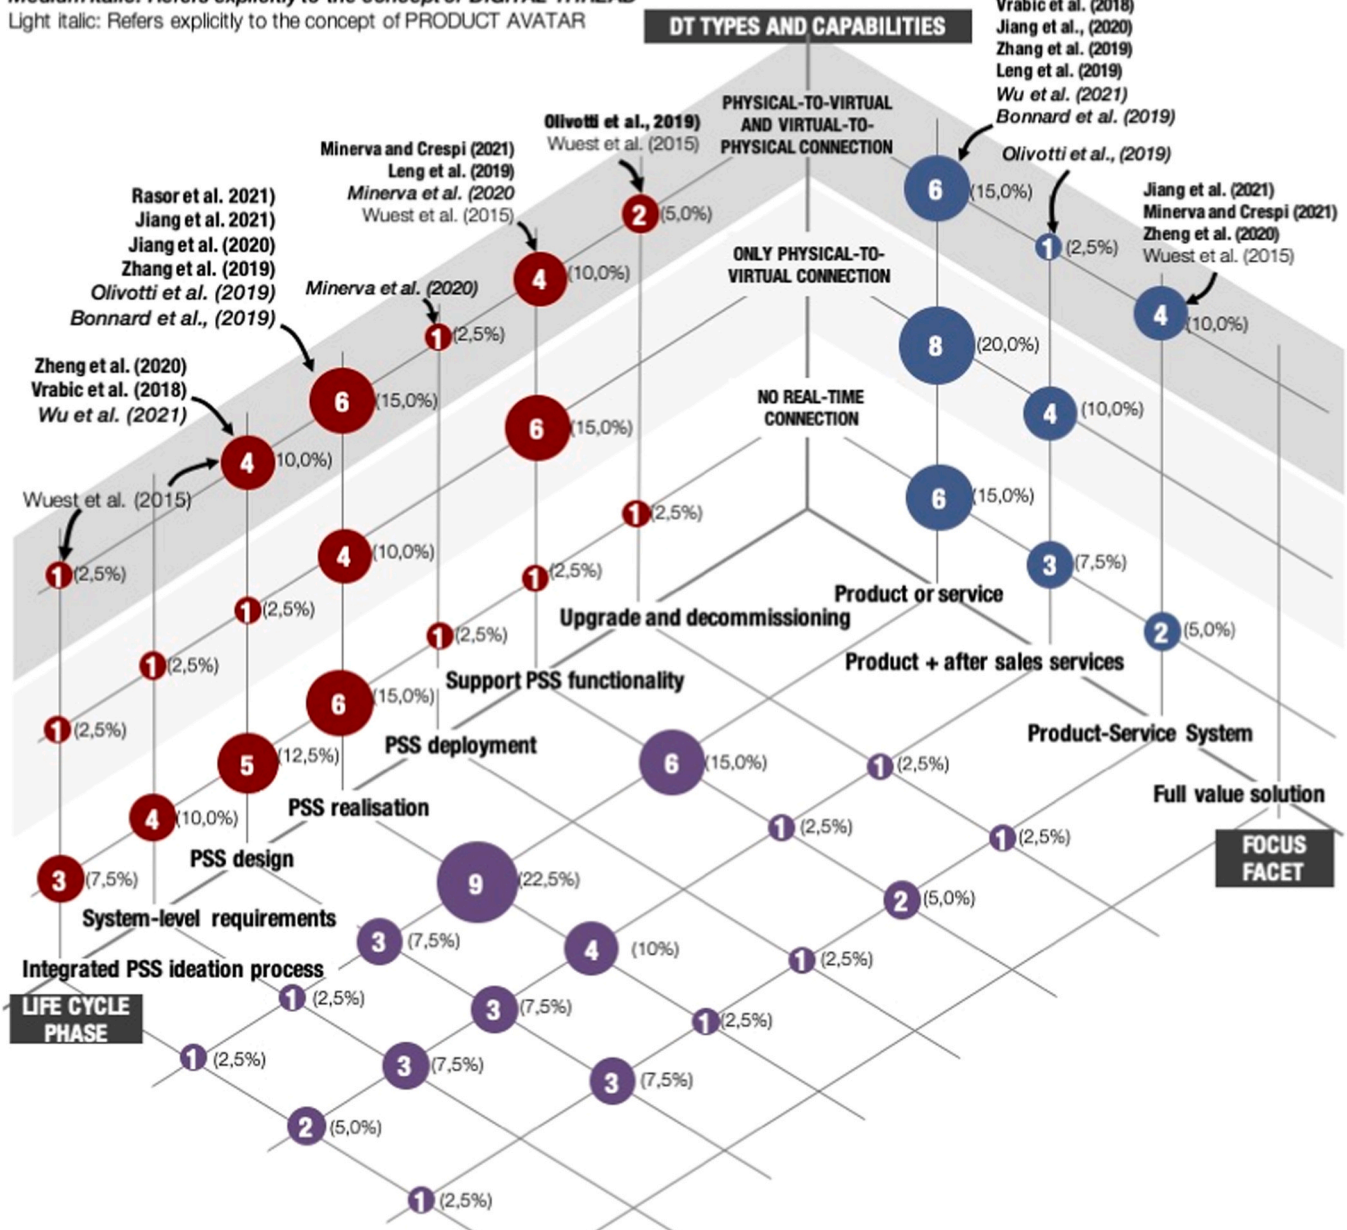 Medium italic: Refers explicitly to the concept of DIGITAL THREAD
Light italic: Refers explicitly to the concept of PRODUCT AVATAR
DT TYPES AND CAPABILITIES
Vrabic et al. (2018)
Jiang et al., (2020)
Zhang et al. (2019)
Leng et al. (2019)
Wu et al. (2021)
Bonnard et al. (2019)
Olivotti et al., (2019)
Jiang et al. (2021)
Minerva and Crespi (2021)
Zheng et al. (2020)
Wuest et al. (2015)
PHYSICAL-TO-VIRTUAL
AND VIRTUAL-TO-
PHYSICAL CONNECTION
Olivotti et al., 2019)
Wuest et al. (2015)
Minerva and Crespi (2021)
Leng et al. (2019)
Minerva et al. (2020
Wuest et al. (2015)
Rasor et al. 2021)
Jiang et al. 2021)
Jiang et al. (2020)
Zhang et al. (2019)
Olivotti et al. (2019)
Bonnard et al., (2019)
Minerva et al. (2020)
Zheng et al. (2020)
Vrabic et al. (2018)
Wu et al. (2021)
Wuest et al. (2015)
1 (2,5%)
4 10,0%)
6 (15,0%)
1 (2,5%)
4 (10,0%)
2 (5,0%)
6 (15,0%)
1 (2,5%)
4 (10,0%)
ONLY PHYSICAL-TO-
VIRTUAL CONNECTION
1 (2,5%)
1 (2,5%)
1 (2,5%)
4 (10,0%)
6 (15,0%)
8 (20,0%)
4 (10,0%)
NO REAL-TIME
CONNECTION
3 (7,5%)
4 (10,0%)
5 (12,5%)
6 (15,0%)
1 (2,5%)
1 (2,5%)
1 (2,5%)
6 (15,0%)
3 (7,5%)
2 (5,0%)
Product or service
Product + after sales services
Product-Service System
Full value solution
FOCUS
FACET
Upgrade and decommissioning
Support PSS functionality
PSS deployment
PSS realisation
PSS design
System-level requirements
Integrated PSS ideation process
LIFE CYCLE
PHASE
6 (15,0%)
1 (2,5%)
1 (2,5%)
1 (2,5%)
9 (22,5%)
2 (5,0%)
3 (7,5%)
4 (10%)
1 (2,5%)
1 (2,5%)
3 (7,5%)
1 (2,5%)
1 (2,5%)
3 (7,5%)
3 (7,5%)
2 (5,0%)
1 (2,5%)